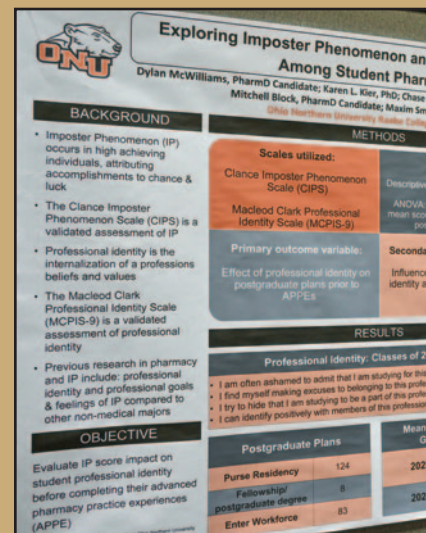 ONU
Exploring Imposter Phenomenon an
Among Student Phar
Dylan McWilliams, PharmD Candidate; Karen L. Kier, PhD; Chase
Mitchell Block, PharmD Candidate; Maxim Sm
Ohio Northern University Raabe Colle
BACKGROUND
• Imposter Phenomenon (IP)
occurs in high achieving
individuals, attributing
accomplishments to chance &
luck
• The Clance Imposter
Phenomenon Scale (CIPS) is a
validated assessment of IP
• Professional identity is the
internalization of a professions
beliefs and values
• The Macleod Clark
Professional Identity Scale
(MCPIS-9) is a validated
assessment of professional
identity
• Previous research in pharmacy
and IP include: professional
identity and professional goals
& feelings of IP compared to
other non-medical majors
OBJECTIVE
Evaluate IP score impact on
student professional identity
before completing their advanced
pharmacy practice experiences
(APPE)
METHODS
Scales utilized:
Clance Imposter Phenomenon
Scale (CIPS)
Macleod Clark Professional
Identity Scale (MCPIS-9)
Descriptive
ANOVA:
mean sco
po
Primary outcome variable:
Effect of professional identity on
postgraduate plans prior to
APPEs
Seconda
Influenc
identity a
RESULTS
Professional Identity: Classes of 2
• I am often ashamed to admit that I am studying for this
• I find myself making excuses to belonging to this profe
• I try to hide that I am studying to be a part of this profe
• I can identify positively with members of this profession
Postgraduate Plans
Purse Residency 124
Fellowship/
postgraduate degree 8
Enter Workforce 83
Mean
G
202
202